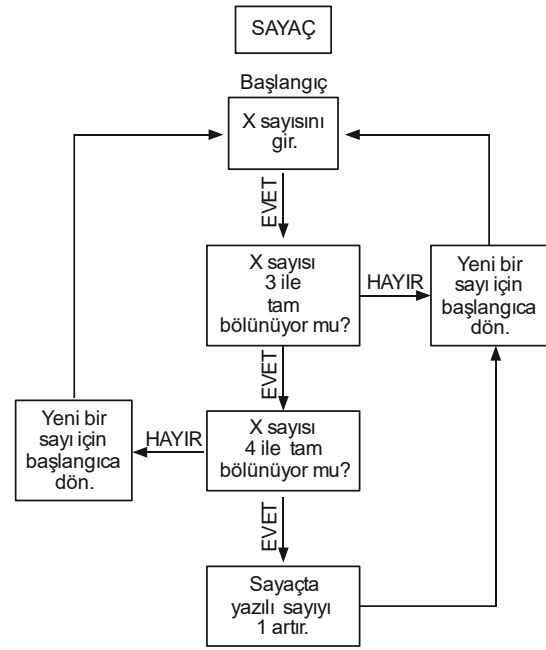 SAYAÇ
Başlangıç
X sayısını
gir.
EVET
X sayısı
3 ile
tam
bölünüyor mu?
HAYIR
Yeni bir
sayı için
başlangıca
dön.
EVET
X sayısı
4 ile tam
bölünüyor mu?
HAYIR
Yeni bir
sayı için
başlangıca
dön.
EVET
Sayaçta
yazılı sayıyı
1 artır.